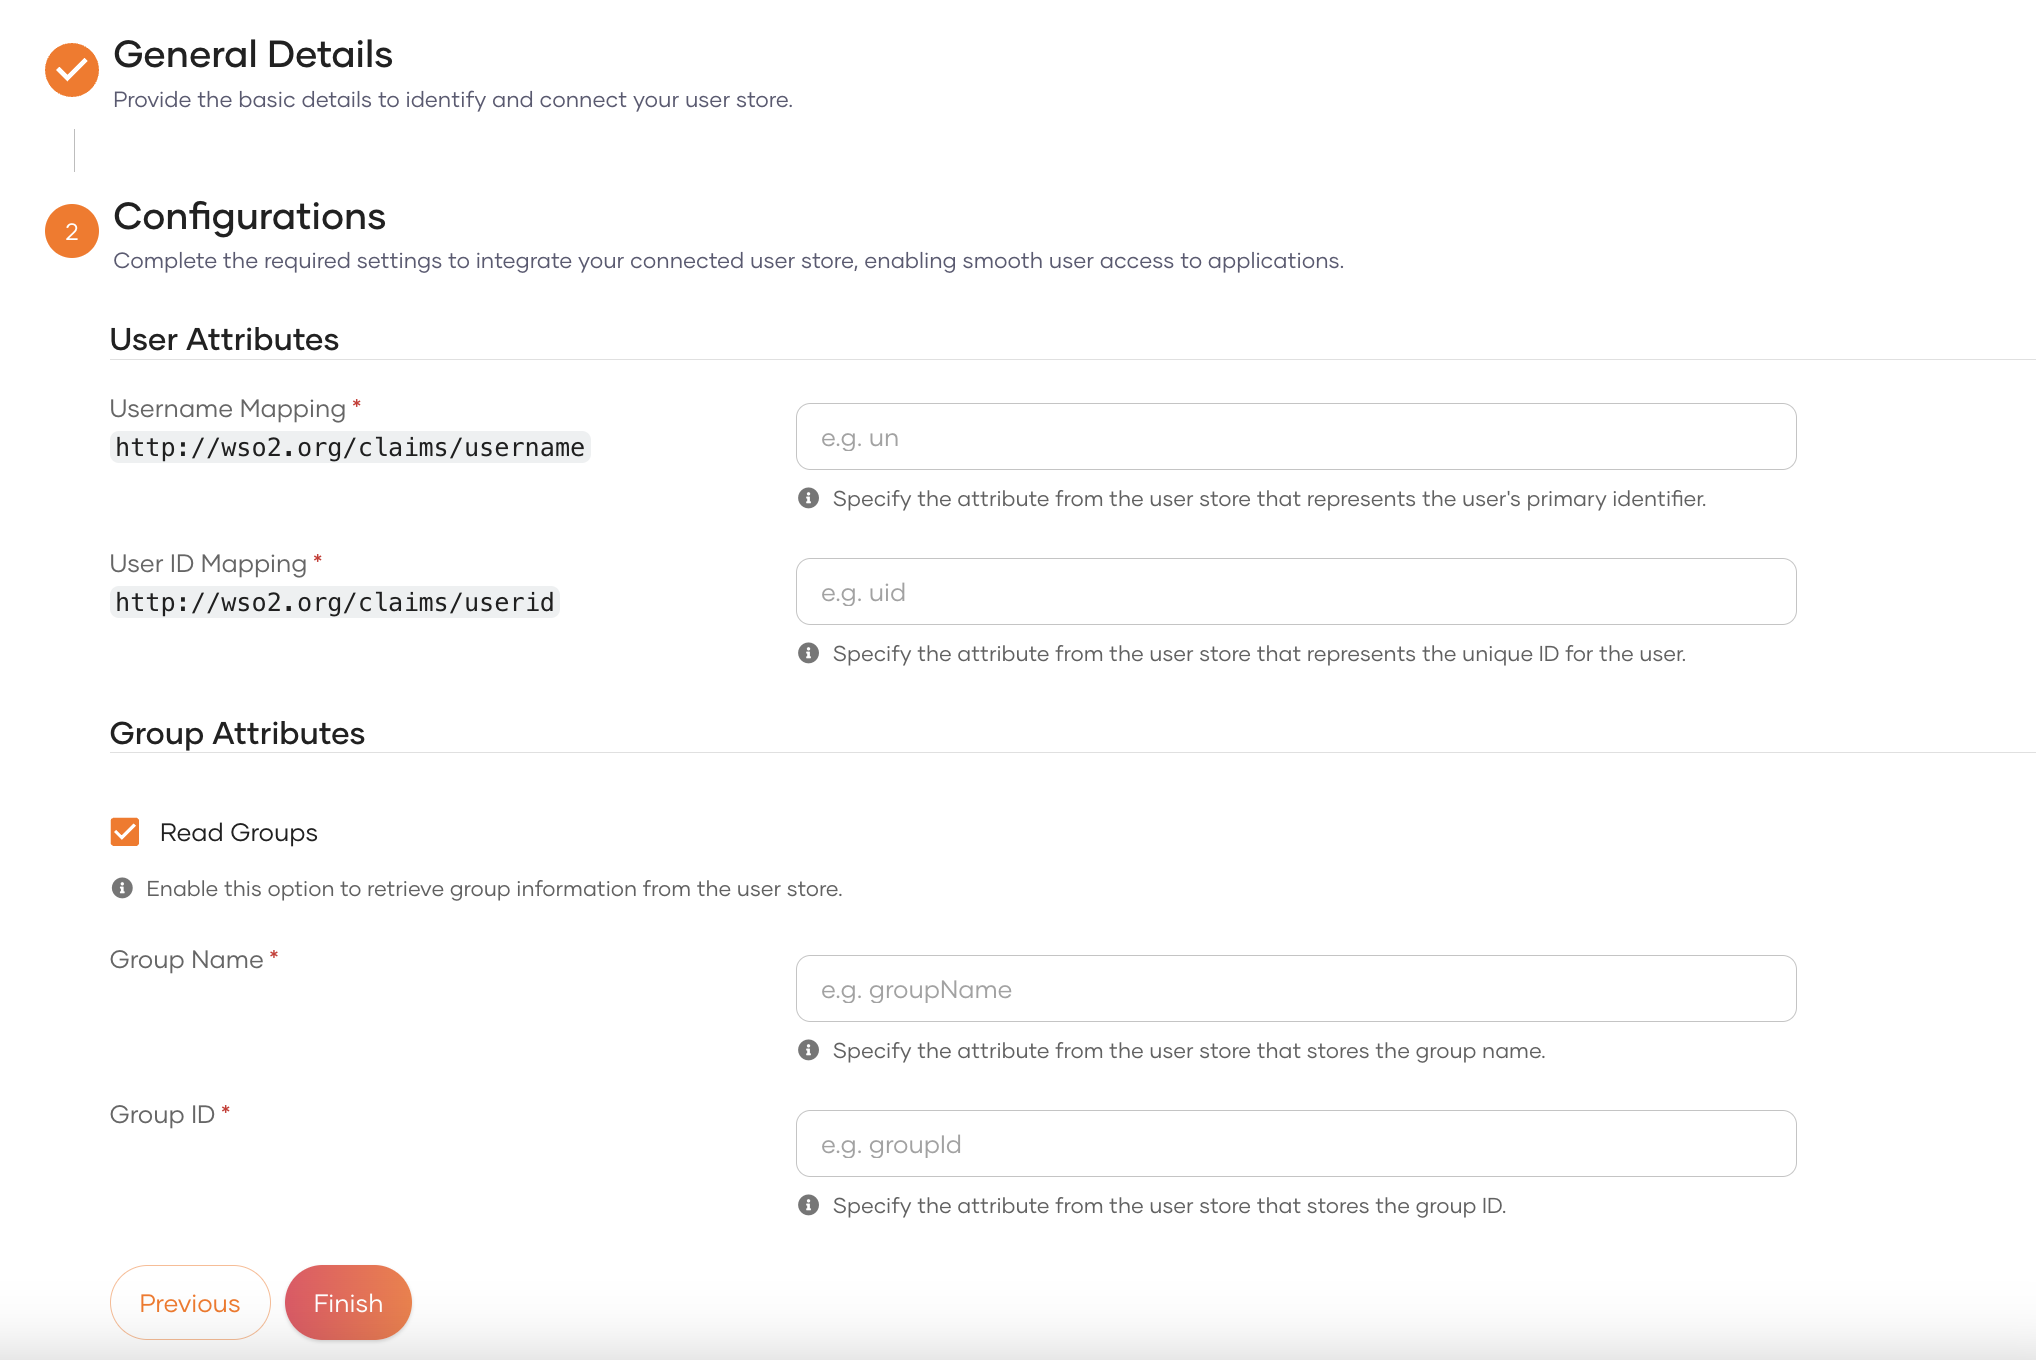 General Details
Provide the basic details to identify and connect your user store.
2
Configurations
Complete the required settings to integrate your connected user store, enabling smooth user access to applications.
User Attributes
Username Mapping *
http://wso2.org/claims/username
e.g. un
Specify the attribute from the user store that represents the user's primary identifier.
User ID Mapping *
http://wso2.org/claims/userid
e.g. uid
Specify the attribute from the user store that represents the unique ID for the user.
Group Attributes
Read Groups
Enable this option to retrieve group information from the user store.
Group Name *
e.g. groupName
Specify the attribute from the user store that stores the group name.
Group ID *
e.g. groupId
Specify the attribute from the user store that stores the group ID.
Previous
Finish